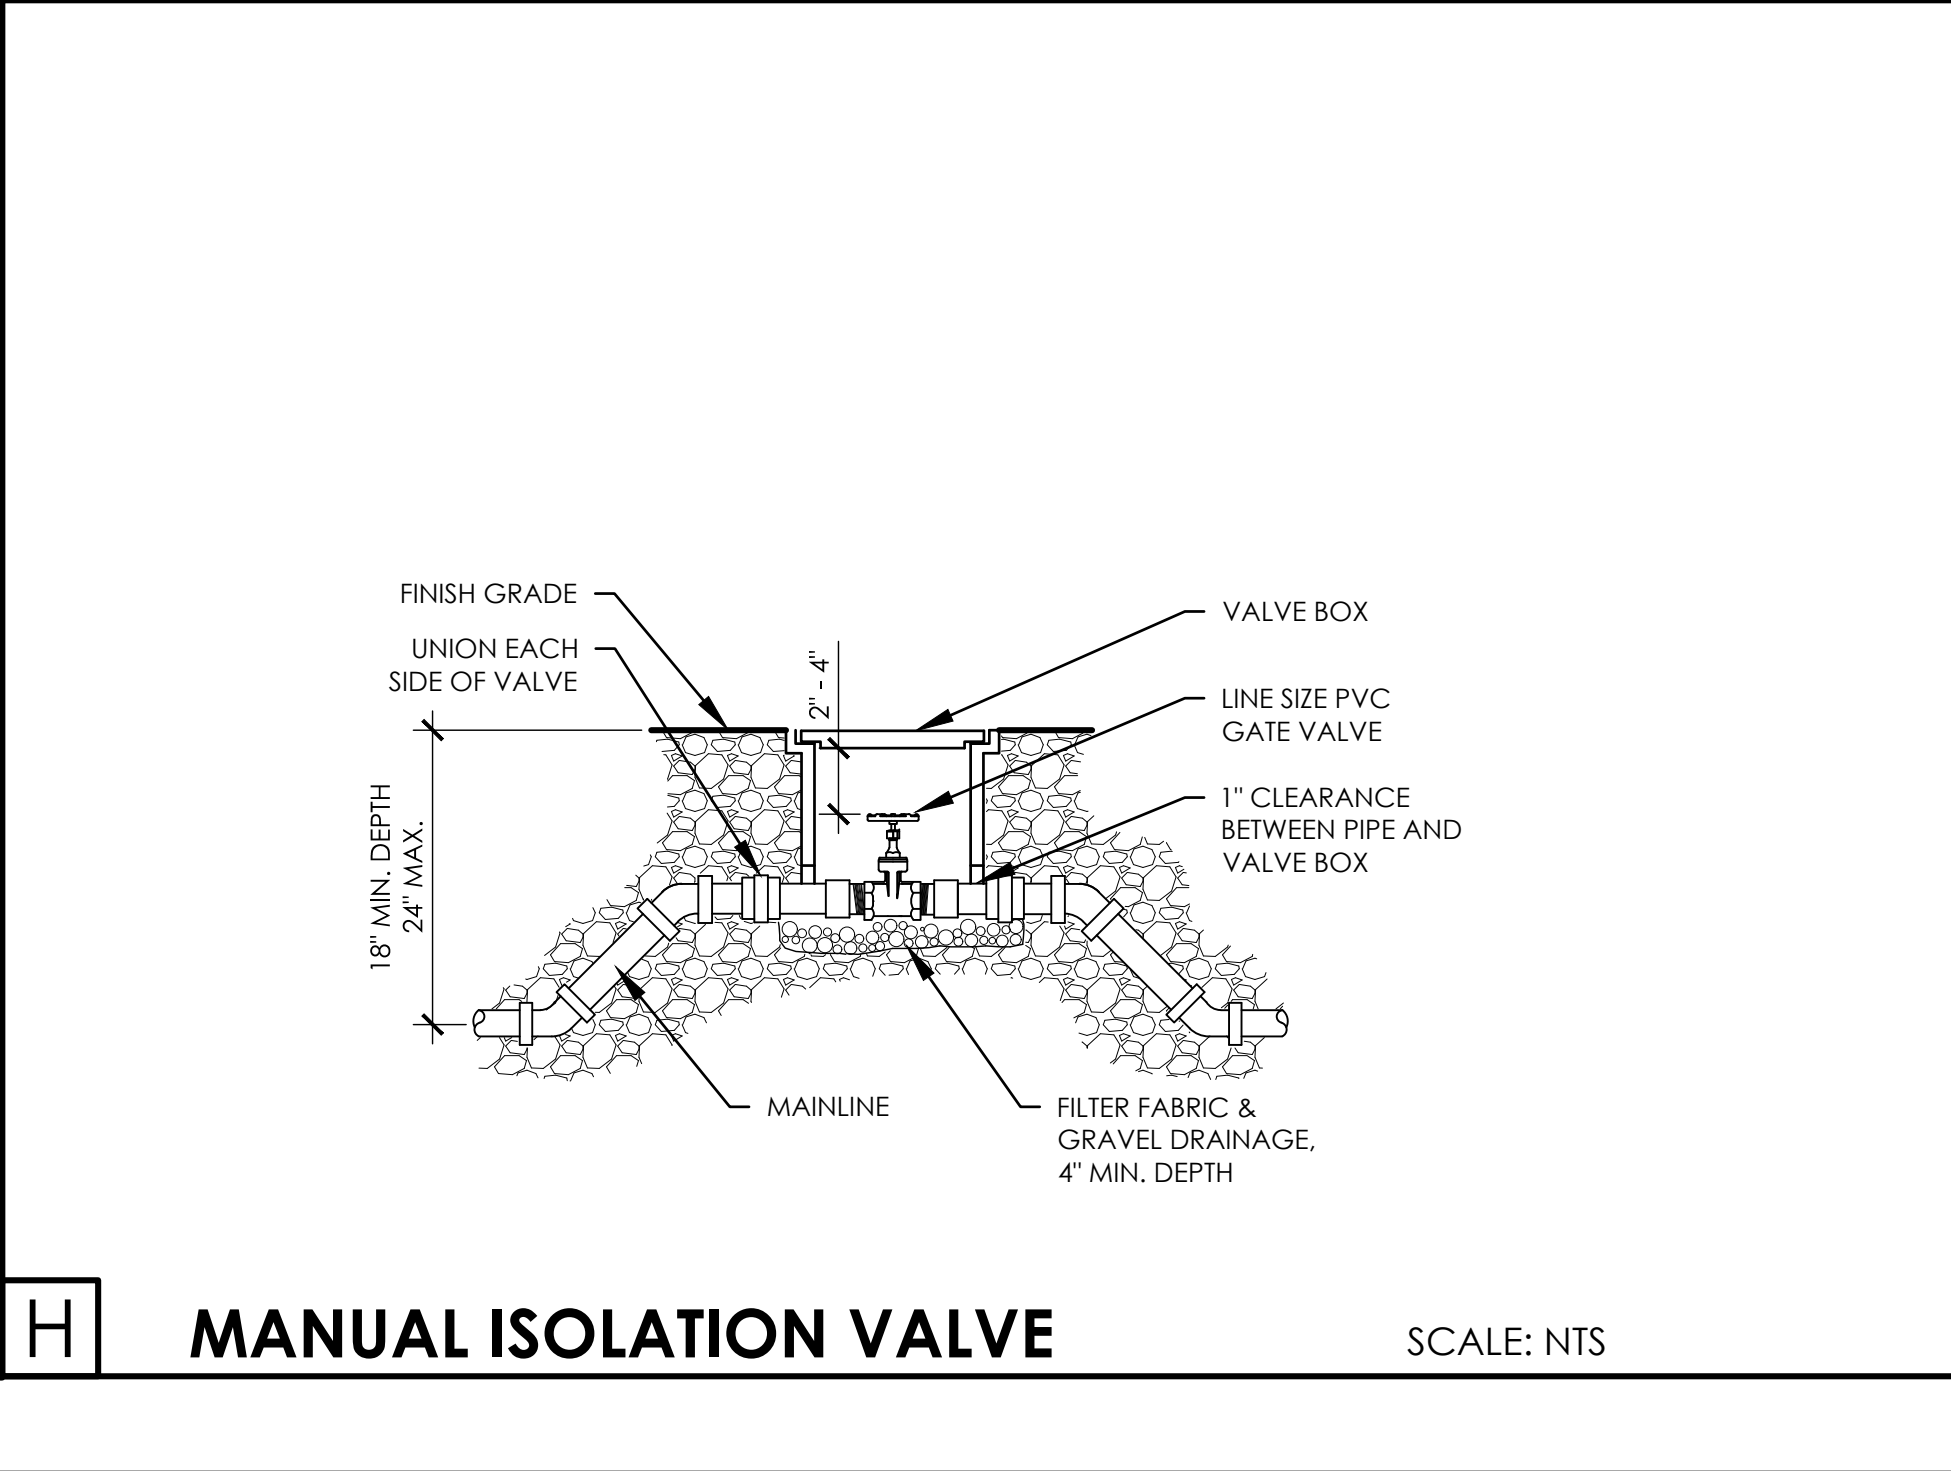 FINISH GRADE
UNION EACH
SIDE OF VALVE
2" - 4"
18" MIN. DEPTH
24" MAX.
VALVE BOX
LINE SIZE PVC
GATE VALVE
1" CLEARANCE
BETWEEN PIPE AND
VALVE BOX
MAINLINE
FILTER FABRIC &
GRAVEL DRAINAGE,
4" MIN. DEPTH
H
MANUAL ISOLATION VALVE
SCALE: NTS